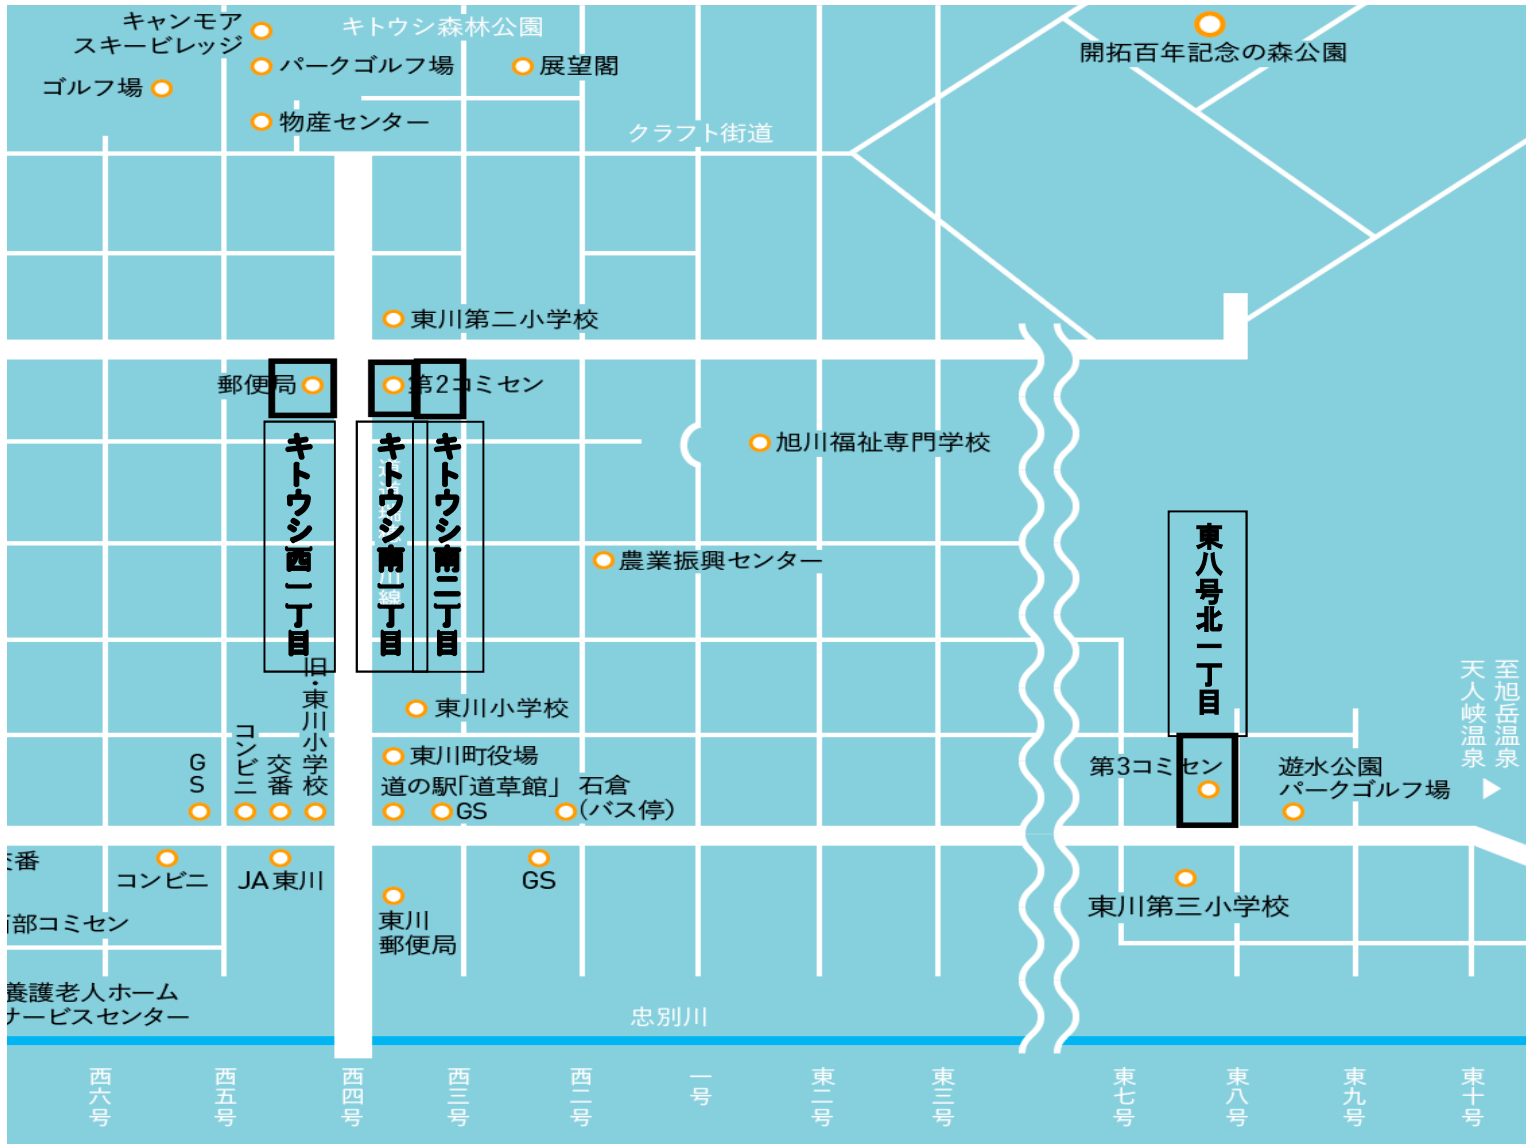 キャンモア
スキービレッジ
キトウシ森林公園
開拓百年記念の森公園
パークゴルフ場
展望閣
ゴルフ場
物産センター
クラフト街道
東川第二小学校
郵便局
第2コミセン
キトウシ西一丁目
キトウシ南一丁目
キトウシ南二丁目
旭川福祉専門学校
農業振興センター
東八号北一丁目
至旭岳温泉
天人峡温泉
旧・東川小学校
東川小学校
コンビニ
交番
GS
東川町役場
道の駅「道草館」
GS
石倉
(バス停)
第3コミセン
遊水公園
パークゴルフ場
番
コンビニ
JA東川
GS
東川
郵便局
東川第三小学校
部コミセン
養護老人ホーム
サービスセンター
忠別川
西六号
西五号
西四号
西三号
西二号
一号
東二号
東三号
東七号
東八号
東九号
東十号